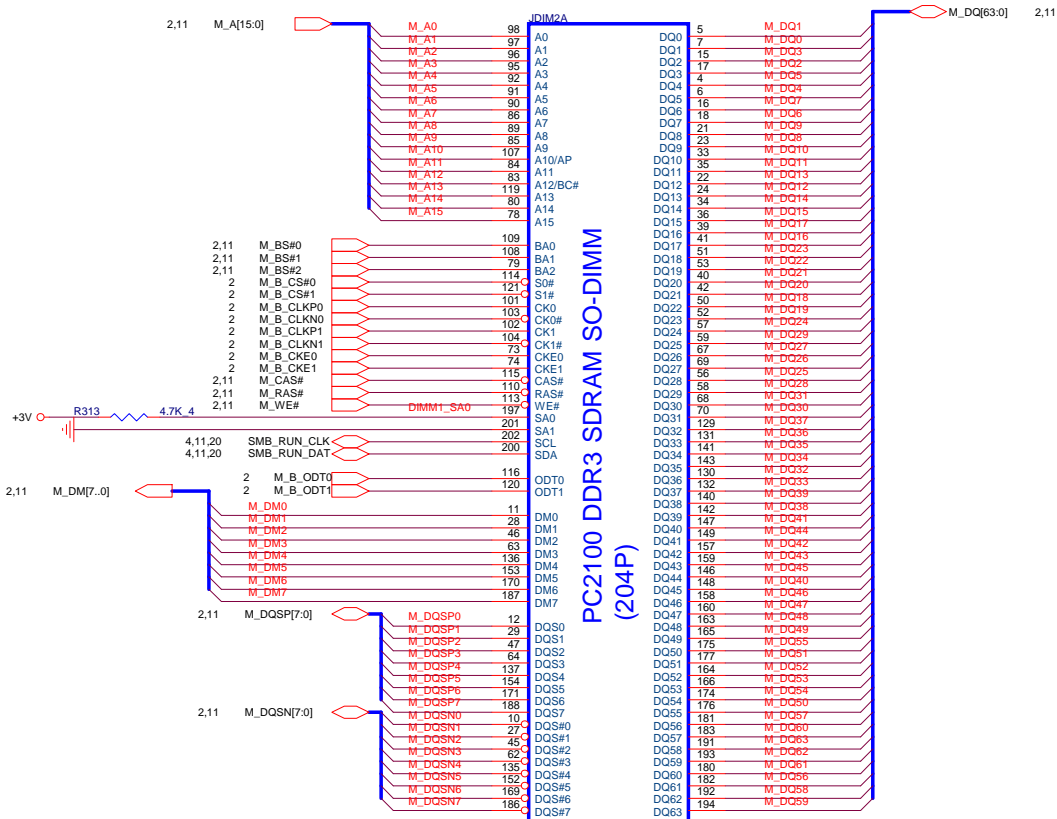 JDIM2A
2,11 M_A[15:0]
M_A0 98 A0
M_A1 97 A1
M_A2 96 A2
M_A3 95 A3
M_A4 92 A4
M_A5 91 A5
M_A6 90 A6
M_A7 86 A7
M_A8 89 A8
M_A9 85 A9
M_A10 107 A10/AP
M_A11 84 A11
M_A12 83 A12/BC#
M_A13 119 A13
M_A14 80 A14
M_A15 78 A15
2,11 M_BS#0 109 BA0
2,11 M_BS#1 108 BA1
2,11 M_BS#2 79 BA2
2 M_B_CS#0 114 S0#
2 M_B_CS#1 121 S1#
2 M_B_CLKP0 101 CK0
2 M_B_CLKN0 103 CK0#
2 M_B_CLKP1 102 CK1
2 M_B_CLKN1 104 CK1#
2 M_B_CKE0 73 CKE0
2 M_B_CKE1 74 CKE1
2,11 M_CAS# 115 CAS#
2,11 M_RAS# 110 RAS#
2,11 M_WE# 113 WE#
+3V R313 4.7K_4 DIMM1_SA0 197 SA0
201 SA1
4,11,20 SMB_RUN_CLK 202 SCL
4,11,20 SMB_RUN_DAT 200 SDA
2 M_B_ODT0 116 ODT0
2 M_B_ODT1 120 ODT1
2,11 M_DM[7..0]
M_DM0 11 DM0
M_DM1 28 DM1
M_DM2 46 DM2
M_DM3 63 DM3
M_DM4 136 DM4
M_DM5 153 DM5
M_DM6 170 DM6
M_DM7 187 DM7
2,11 M_DQSP[7:0]
M_DQSP0 12 DQS0
M_DQSP1 29 DQS1
M_DQSP2 47 DQS2
M_DQSP3 64 DQS3
M_DQSP4 137 DQS4
M_DQSP5 154 DQS5
M_DQSP6 171 DQS6
M_DQSP7 188 DQS7
2,11 M_DQSN[7:0]
M_DQSN0 10 DQS#0
M_DQSN1 27 DQS#1
M_DQSN2 45 DQS#2
M_DQSN3 62 DQS#3
M_DQSN4 135 DQS#4
M_DQSN5 152 DQS#5
M_DQSN6 169 DQS#6
M_DQSN7 186 DQS#7
PC2100 DDR3 SDRAM SO-DIMM
(204P)
M_DQ[63:0] 2,11
DQ0 5 M_DQ1
DQ1 7 M_DQ0
DQ2 15 M_DQ3
DQ3 17 M_DQ2
DQ4 4 M_DQ5
DQ5 6 M_DQ4
DQ6 16 M_DQ7
DQ7 18 M_DQ6
DQ8 21 M_DQ9
DQ9 23 M_DQ8
DQ10 33 M_DQ10
DQ11 35 M_DQ11
DQ12 22 M_DQ13
DQ13 24 M_DQ12
DQ14 34 M_DQ14
DQ15 36 M_DQ15
DQ16 39 M_DQ17
DQ17 41 M_DQ16
DQ18 51 M_DQ23
DQ19 53 M_DQ22
DQ20 40 M_DQ21
DQ21 42 M_DQ20
DQ22 50 M_DQ18
DQ23 52 M_DQ19
DQ24 57 M_DQ24
DQ25 59 M_DQ29
DQ26 67 M_DQ27
DQ27 69 M_DQ26
DQ28 56 M_DQ25
DQ29 58 M_DQ28
DQ30 68 M_DQ31
DQ31 70 M_DQ30
DQ32 129 M_DQ37
DQ33 131 M_DQ36
DQ34 141 M_DQ35
DQ35 143 M_DQ34
DQ36 130 M_DQ32
DQ37 132 M_DQ33
DQ38 140 M_DQ39
DQ39 142 M_DQ38
DQ40 147 M_DQ41
DQ41 149 M_DQ44
DQ42 157 M_DQ42
DQ43 159 M_DQ43
DQ44 146 M_DQ45
DQ45 148 M_DQ40
DQ46 158 M_DQ46
DQ47 160 M_DQ47
DQ48 163 M_DQ48
DQ49 165 M_DQ49
DQ50 175 M_DQ55
DQ51 177 M_DQ51
DQ52 164 M_DQ52
DQ53 166 M_DQ53
DQ54 174 M_DQ54
DQ55 176 M_DQ50
DQ56 181 M_DQ57
DQ57 183 M_DQ60
DQ58 191 M_DQ63
DQ59 193 M_DQ62
DQ60 180 M_DQ61
DQ61 182 M_DQ56
DQ62 192 M_DQ58
DQ63 194 M_DQ59